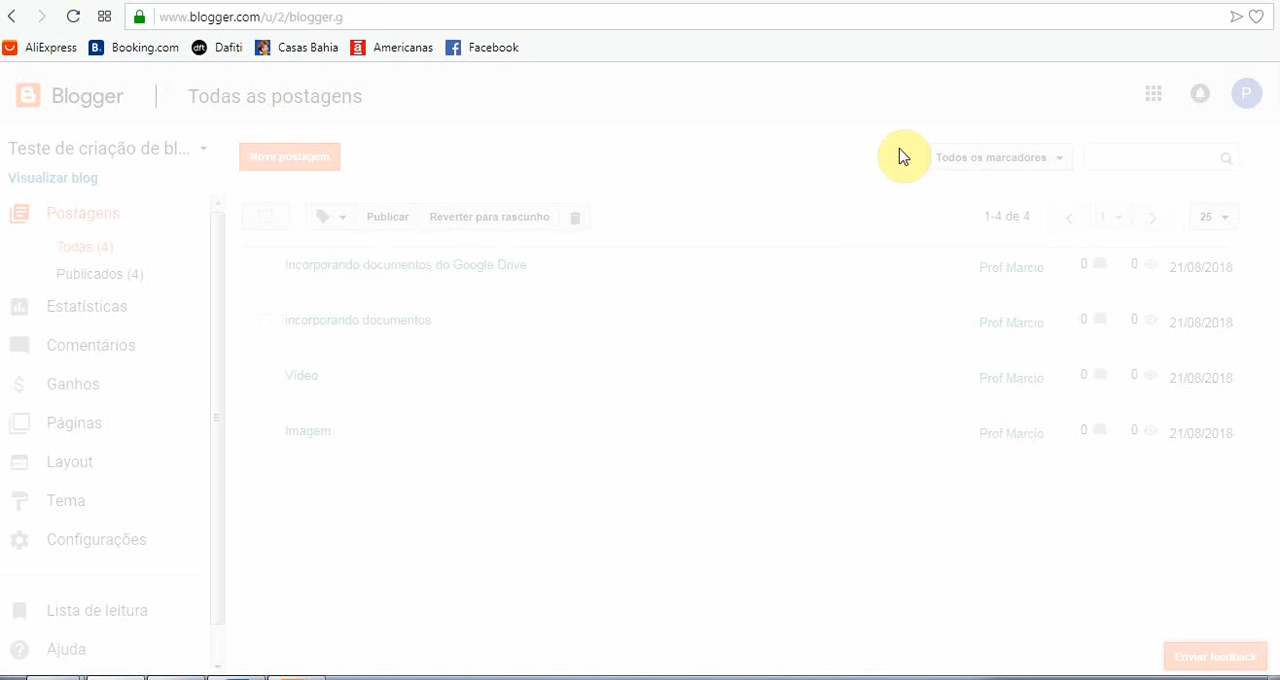 www.blogger.com/u/2/blogger.g
AliExpress B. Booking.com dft Dafiti Casas Bahia a Americanas f Facebook
Blogger | Todas as postagens P
Teste de criação de bl...
Nova postagem
Todos os marcadores
Visualizar blog
Postagens
Publicar Reverter para rascunho
1-4 de 4 1 25
Todas (4)
Publicados (4)
Incorporando documentos do Google Drive Prof Marcio 0 0 21/08/2018
Estatísticas
incorporando documentos Prof Marcio 0 0 21/08/2018
Comentários
Vídeo Prof Marcio 0 0 21/08/2018
Ganhos
Páginas
Imagem Prof Marcio 0 0 21/08/2018
Layout
Tema
Configurações
Lista de leitura
Ajuda
Enviar feedback